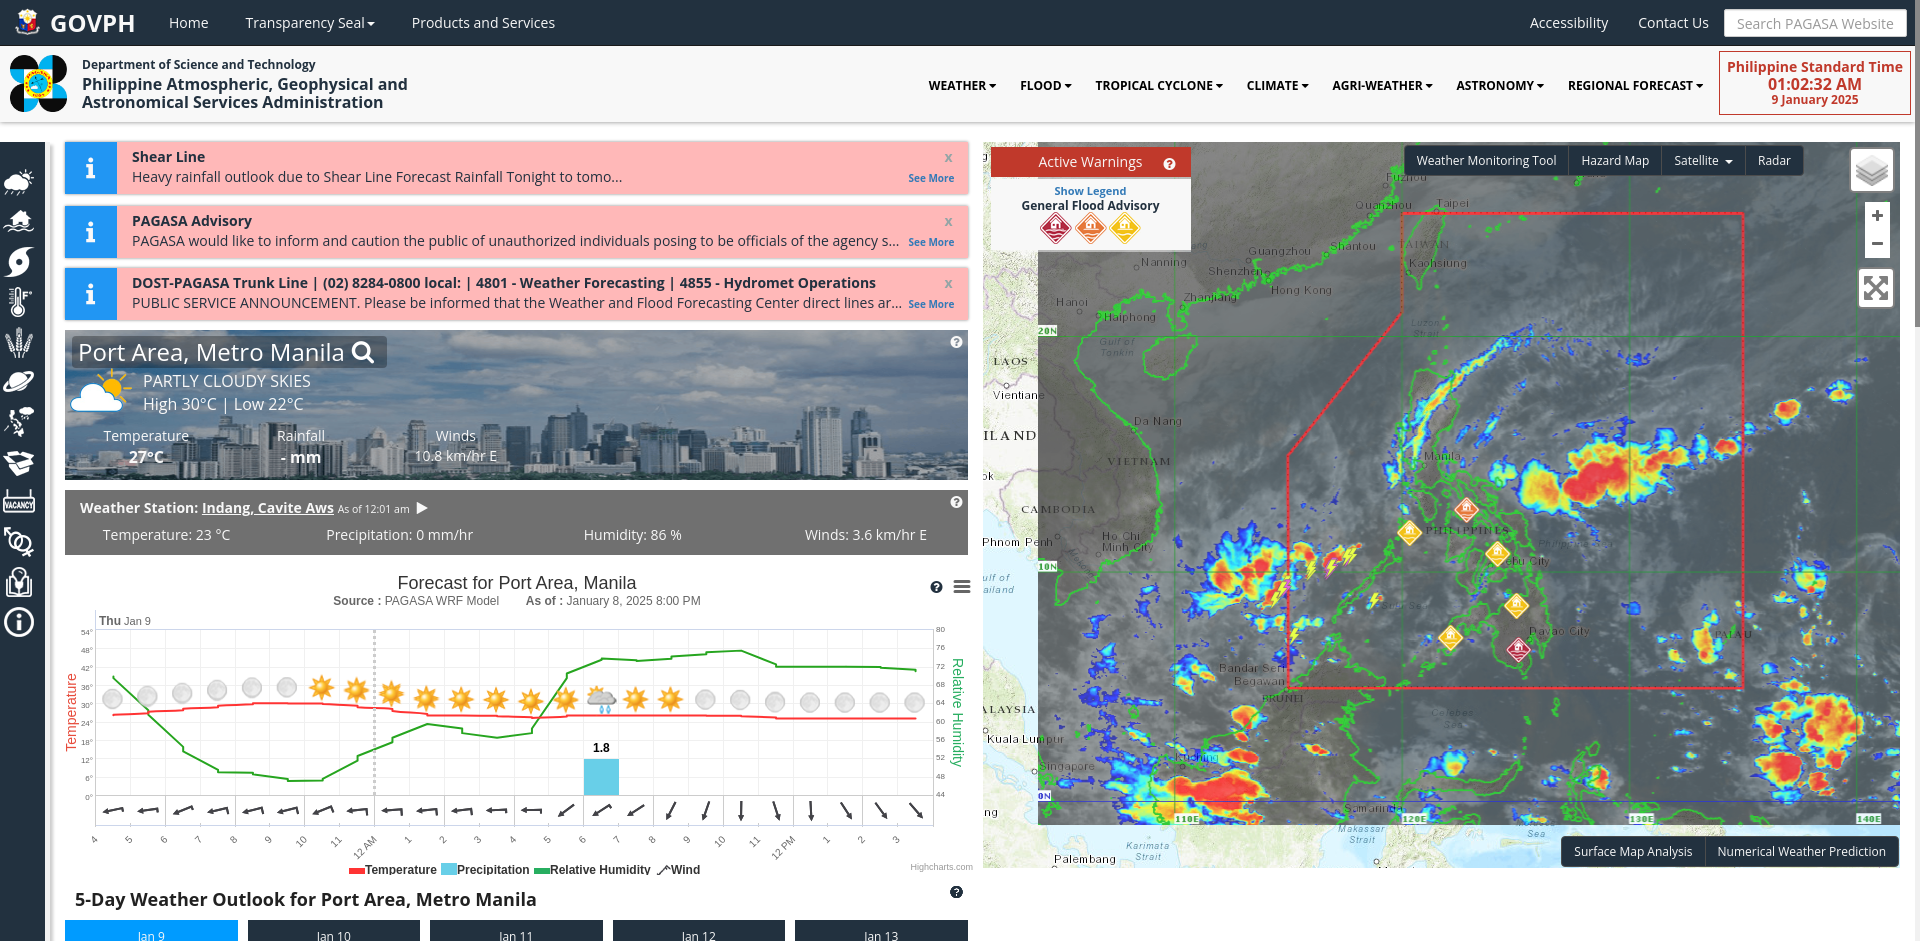 GOVPH
Home
Transparency Seal
Products and Services
Accessibility
Contact Us
Search PAGASA Website
Department of Science and Technology
Philippine Atmospheric, Geophysical and
Astronomical Services Administration
WEATHER
FLOOD
TROPICAL CYCLONE
CLIMATE
AGRI-WEATHER
ASTRONOMY
REGIONAL FORECAST
Philippine Standard Time
01:02:32 AM
9 January 2025
Shear Line
x
Heavy rainfall outlook due to Shear Line Forecast Rainfall Tonight to tomo...
See More
PAGASA Advisory
x
PAGASA would like to inform and caution the public of unauthorized individuals posing to be officials of the agency s...
See More
DOST-PAGASA Trunk Line | (02) 8284-0800 local: | 4801 - Weather Forecasting | 4855 - Hydromet Operations
x
PUBLIC SERVICE ANNOUNCEMENT. Please be informed that the Weather and Flood Forecasting Center direct lines ar...
See More
VACANCY
Port Area, Metro Manila
PARTLY CLOUDY SKIES
High 30°C | Low 22°C
Temperature
27°C
Rainfall
- mm
Winds
10.8 km/hr E
Weather Station: Indang, Cavite Aws As of 12:01 am
Temperature: 23 °C
Precipitation: 0 mm/hr
Humidity: 86 %
Winds: 3.6 km/hr E
Forecast for Port Area, Manila
Source : PAGASA WRF Model As of : January 8, 2025 8:00 PM
Thu Jan 9
Temperature
54°
48°
42°
36°
30°
24°
18°
12°
6°
0°
1.8
80
76
72
68
64
60
56
52
48
44
Relative Humidity
4 5 6 7 8 9 10 11 12 AM 1 2 3 4 5 6 7 8 9 10 11 12 PM 1 2 3
Temperature Precipitation Relative Humidity Wind
Highcharts.com
5-Day Weather Outlook for Port Area, Metro Manila
Jan 9
Jan 10
Jan 11
Jan 12
Jan 13
Active Warnings
Show Legend
General Flood Advisory
Weather Monitoring Tool
Hazard Map
Satellite
Radar
+
−
Fuzhou
Quanzhou
Taipei
TAIWAN
Guangzhou
Shantou
Nanning
Shenzhen
Kaohsiung
Hong Kong
Zhanjiang
Hanoi
Haiphong
20N
Luzon
Strait
Gulf of
Tonkin
LAOS
Vientiane
Da Nang
ILAND
VIETNAM
Manila
ok
CAMBODIA
PHILIPPINES
Phnom Penh
Ho Chi
Minh City
ebu City
10N
ulf of
ailand
Davao City
PALAU
Bandar Seri
Begawan
BRUNEI
ALAYSIA
Celebes
Kuala Lumpur
Kuching
Singapore
0N
Samarinda
ng
110E
120E
130E
140E
Makassar
Strait
Sea
Karimata
Strait
Palembang
Surface Map Analysis
Numerical Weather Prediction